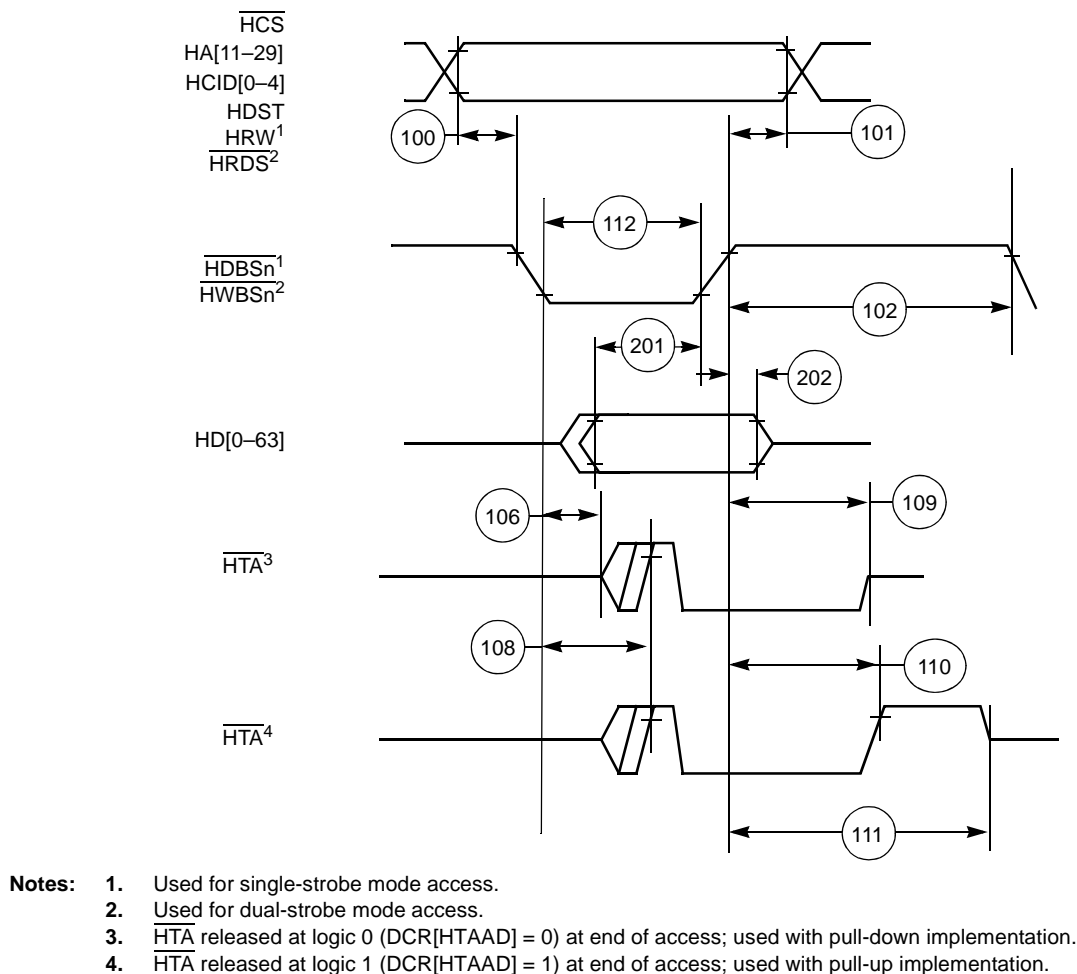 HCS
HA[11–29]
HCID[0–4]
HDST
HRW1
HRDS2
100
101
112
HDBSn1
HWBSn2
102
201
202
HD[0–63]
106
109
HTA3
108
110
HTA4
111
Notes: 1. Used for single-strobe mode access.
2. Used for dual-strobe mode access.
3. HTA released at logic 0 (DCR[HTAAD] = 0) at end of access; used with pull-down implementation.
4. HTA released at logic 1 (DCR[HTAAD] = 1) at end of access; used with pull-up implementation.